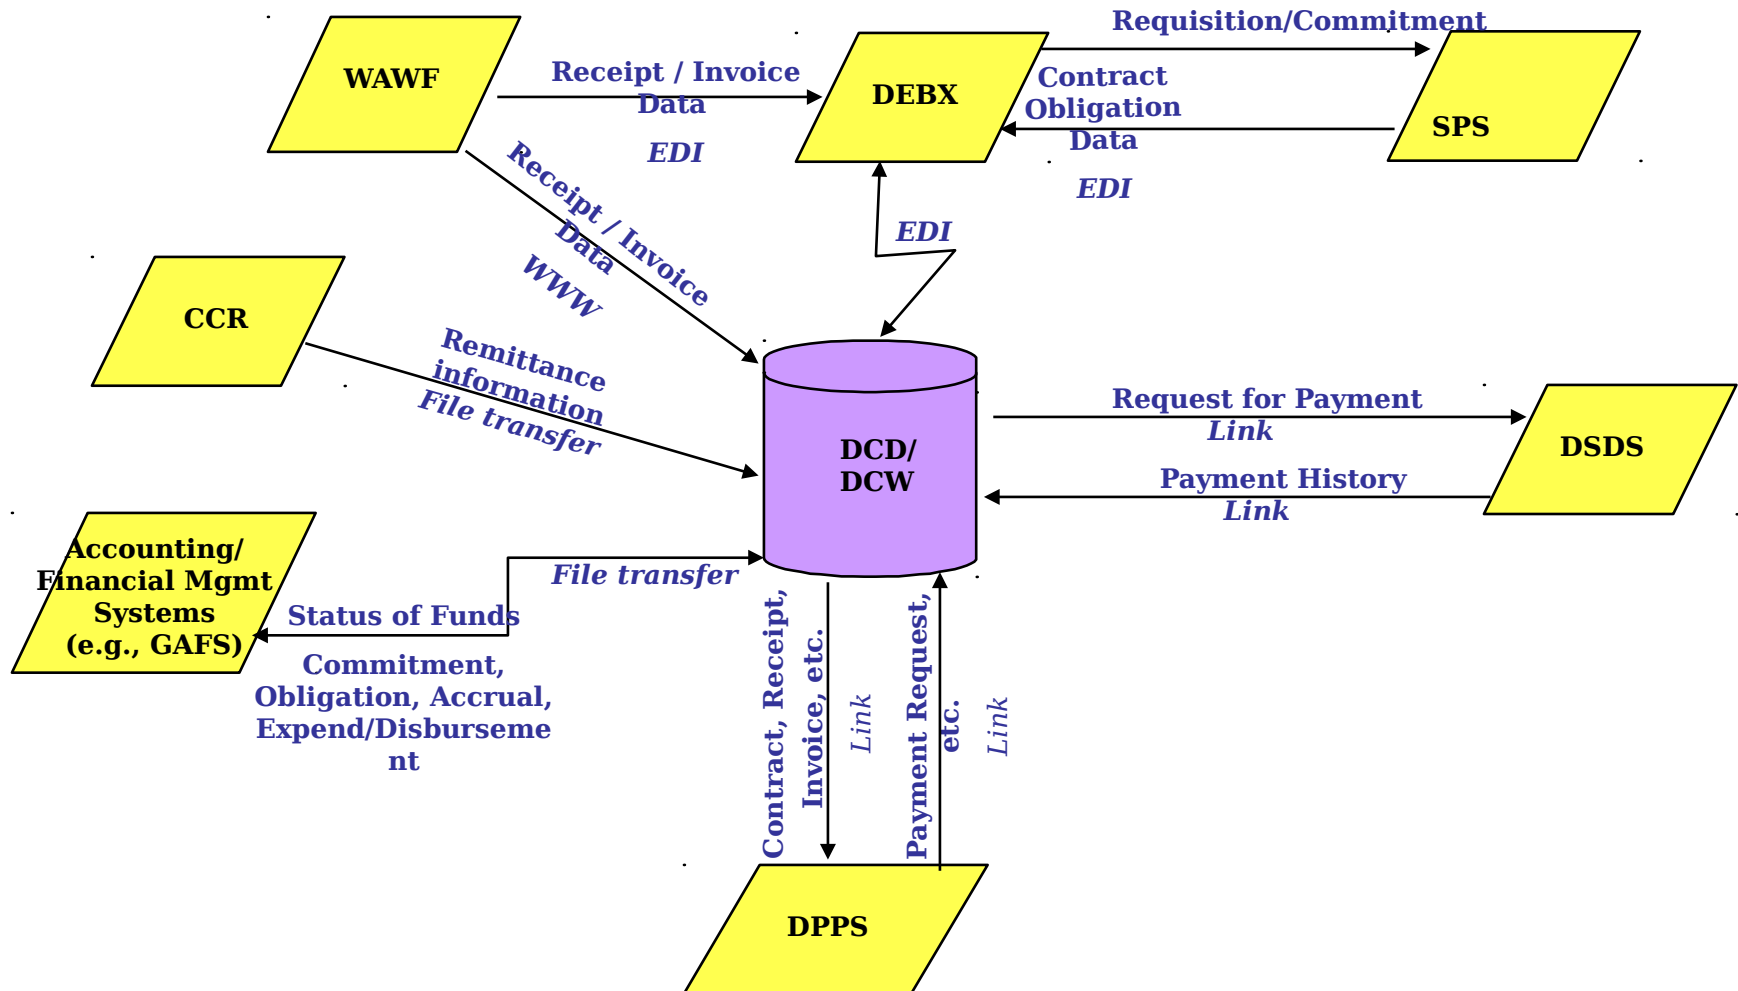 Requisition/Commitment
WAWF
Receipt / Invoice
Data
EDI
DEBX
Contract
Obligation
Data
EDI
SPS
Receipt / Invoice
Data
WWW
EDI
CCR
Remittance
information
File transfer
DCD/
DCW
Request for Payment
Link
Payment History
Link
DSDS
Accounting/
Financial Mgmt
Systems
(e.g., GAFS)
File transfer
Status of Funds
Commitment,
Obligation, Accrual,
Expend/Disburseme
nt
Contract, Receipt,
Invoice, etc.
Link
Payment Request,
etc.
Link
DPPS